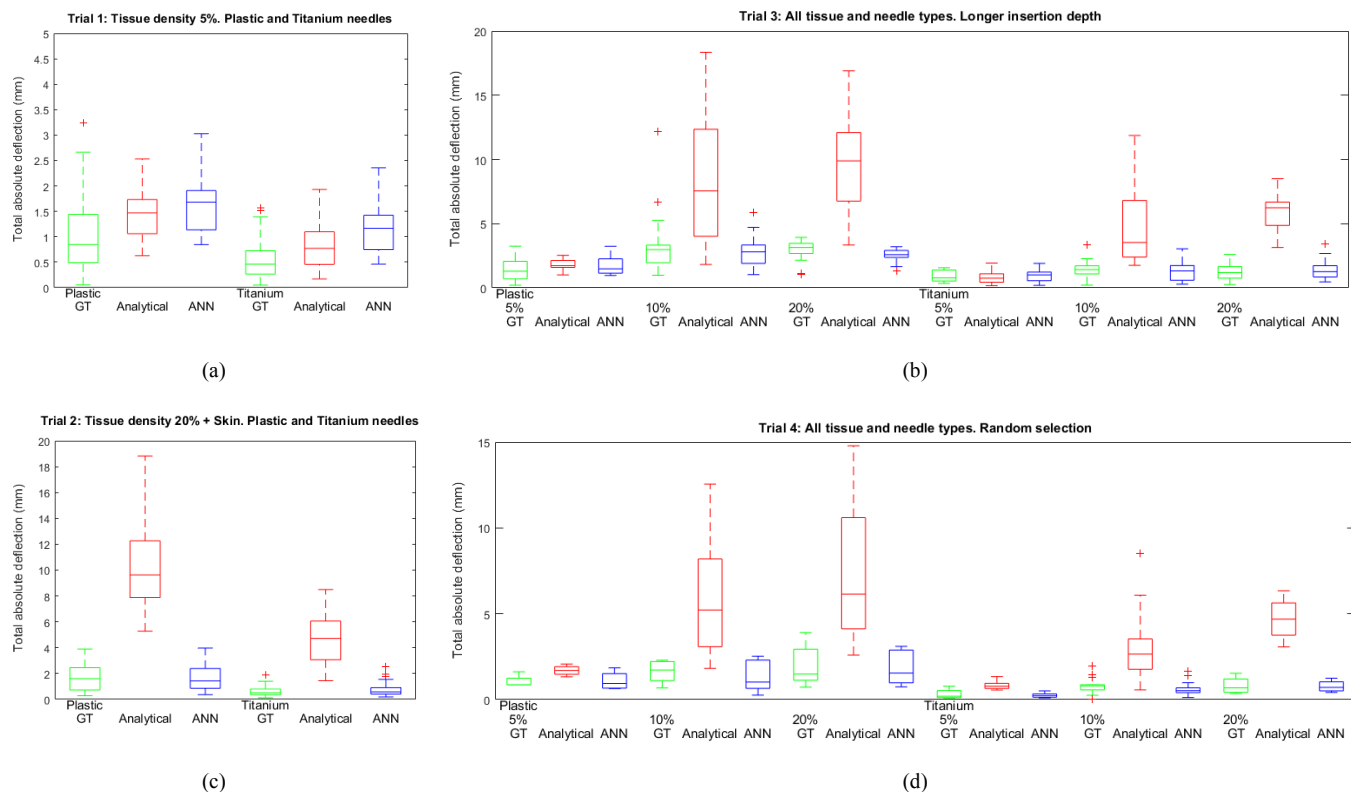 Trial 1: Tissue density 5%. Plastic and Titanium needles
Total absolute deflection (mm)
5
4.5
4
3.5
3
2.5
2
1.5
1
0.5
0
Plastic Titanium
GT Analytical ANN GT Analytical ANN
(a)
Trial 3: All tissue and needle types. Longer insertion depth
Total absolute deflection (mm)
20
15
10
5
0
Plastic Titanium
5% 10% 20% 5% 10% 20%
GT Analytical ANN GT Analytical ANN GT Analytical ANN GT Analytical ANN GT Analytical ANN GT Analytical ANN
(b)
Trial 2: Tissue density 20% + Skin. Plastic and Titanium needles
Total absolute deflection (mm)
20
18
16
14
12
10
8
6
4
2
0
Plastic Titanium
GT Analytical ANN GT Analytical ANN
(c)
Trial 4: All tissue and needle types. Random selection
Total absolute deflection (mm)
15
10
5
0
Plastic Titanium
5% 10% 20% 5% 10% 20%
GT Analytical ANN GT Analytical ANN GT Analytical ANN GT Analytical ANN GT Analytical ANN GT Analytical ANN
(d)